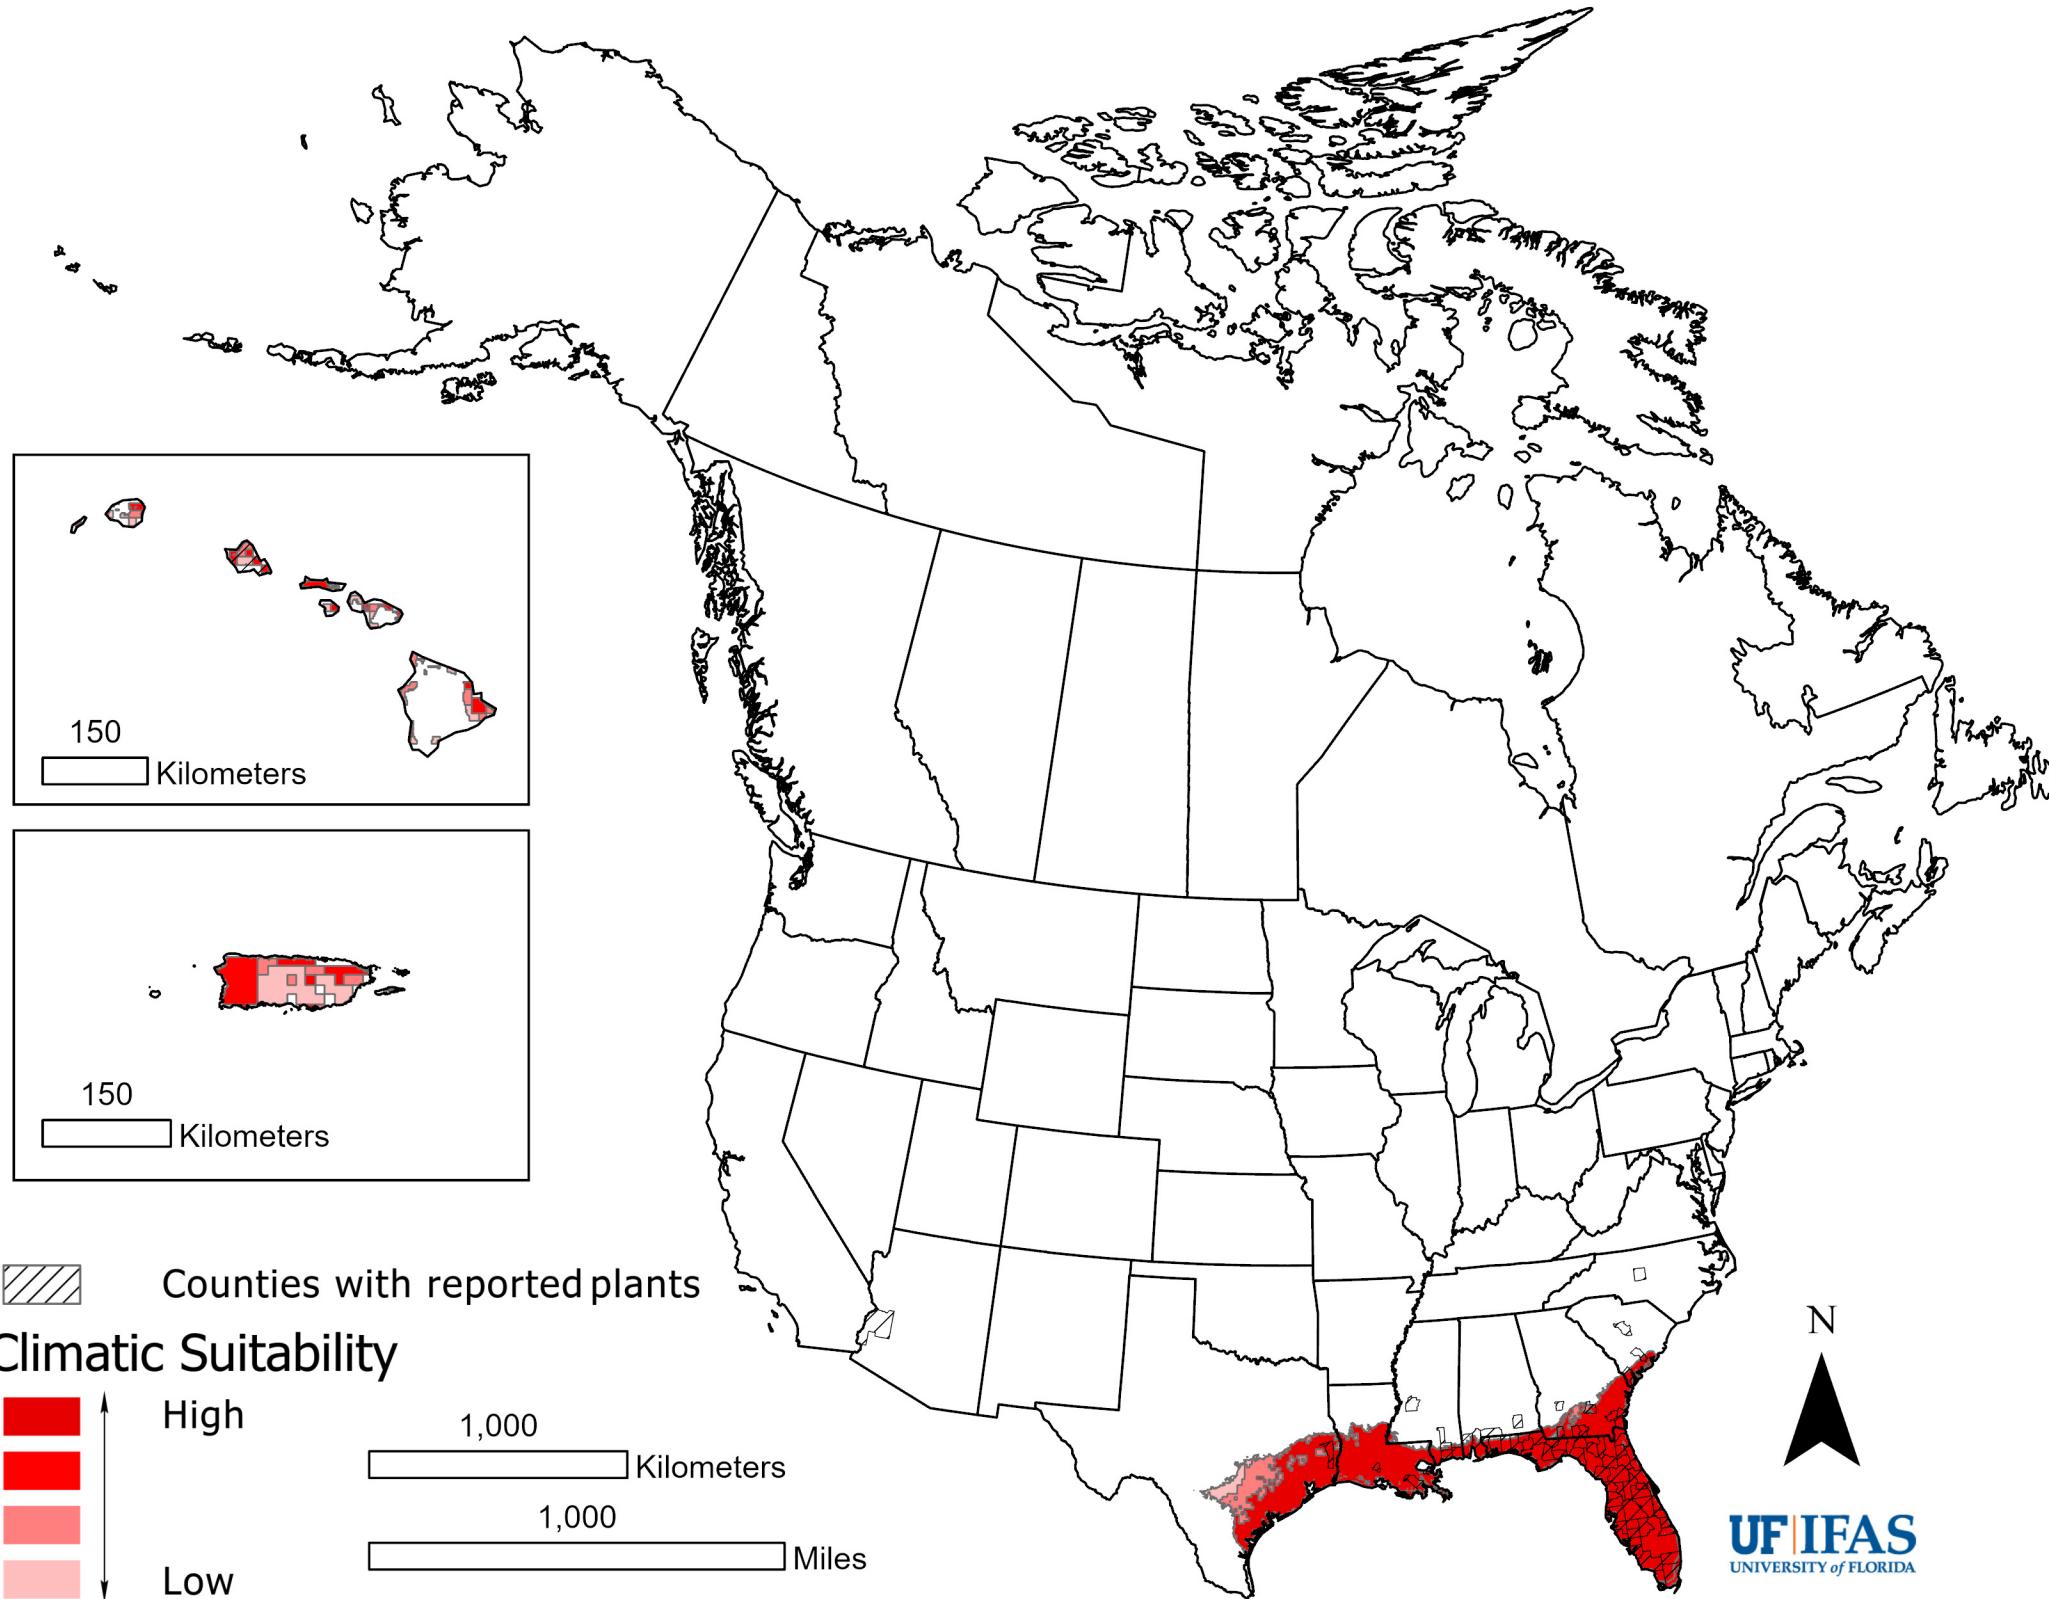 150
Kilometers
150
Kilometers
Counties with reported plants
Climatic Suitability
High
Low
1,000
Kilometers
1,000
Miles
N
UF|IFAS
UNIVERSITY of FLORIDA